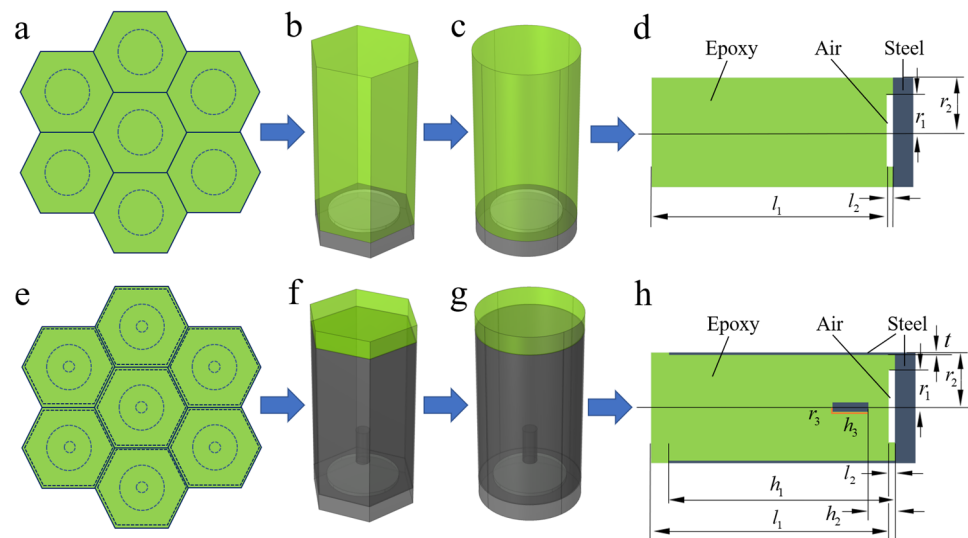 a
b
c
d
Epoxy
Air
Steel
r₁
r₂
l₁
l₂
e
f
g
h
Epoxy
Air
Steel
t
r₂
r₁
r₃
h₃
l₂
h₁
l₁
h₂